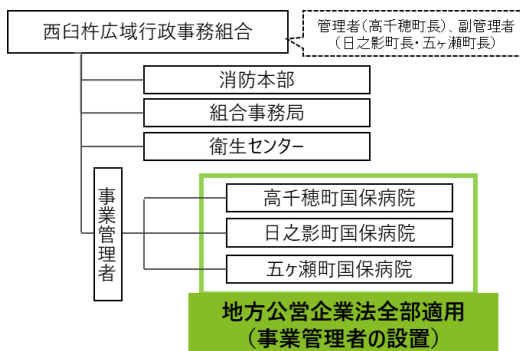 西臼杵広域行政事務組合
管理者(高千穂町長)、副管理者
(日之影町長・五ヶ瀬町長)
消防本部
組合事務局
衛生センター
事業管理者
高千穂町国保病院
日之影町国保病院
五ヶ瀬町国保病院
地方公営企業法全部適用
(事業管理者の設置)